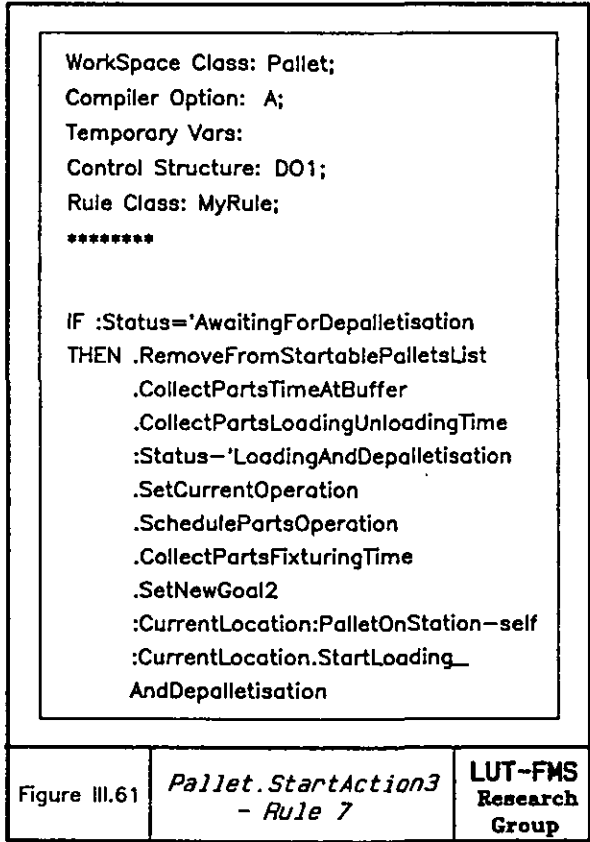 WorkSpace Class: Pallet;
Compiler Option: A;
Temporary Vars:
Control Structure: DO1;
Rule Class: MyRule;
********
IF :Status='AwaitingForDepalletisation
THEN .RemoveFromStartablePalletsList
.CollectPartsTimeAtBuffer
.CollectPartsLoadingUnloadingTime
:Status-'LoadingAndDepalletisation
.SetCurrentOperation
.SchedulePartsOperation
.CollectPartsFixturingTime
.SetNewGoal2
:CurrentLocation:PalletOnStation-self
:CurrentLocation.StartLoading_
AndDepalletisation
Figure III.61
Pallet.StartAction3
- Rule 7
LUT-FMS
Research
Group